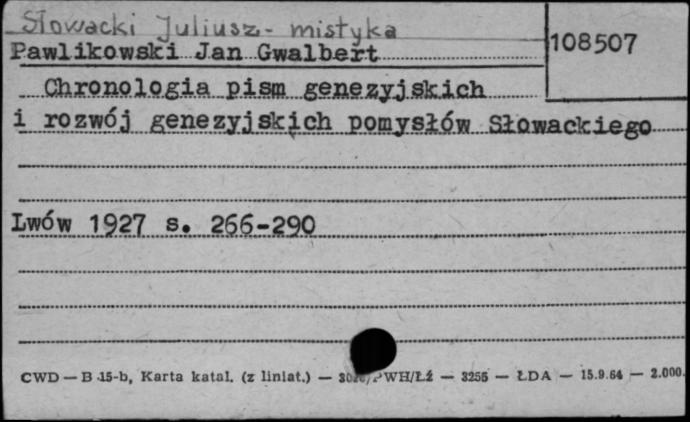 Słowacki Juliusz - mistyka
Pawlikowski Jan Gwalbert
108507
Chronologia pism genezyjskich
i rozwój genezyjskich pomysłów Słowackiego
Lwów 1927 s. 266-290
CWD — B 15-b, Karta katal. (z liniat.) — PWH/Łż — 3255 — ŁDA — 15.9.64 — 2.000.